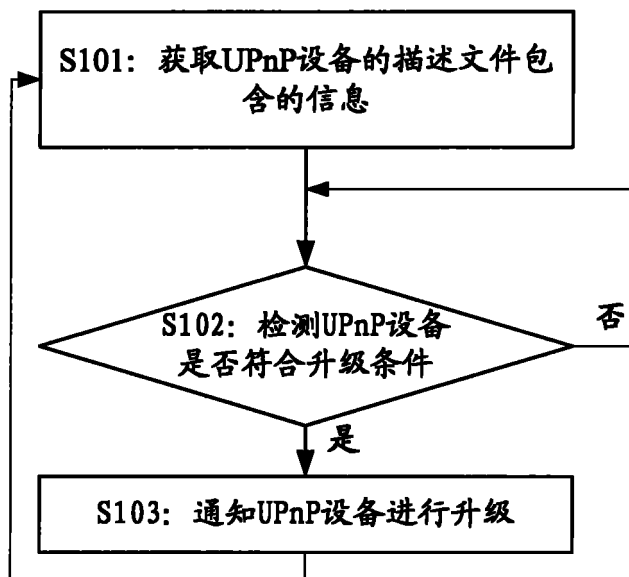 S101: 获取UPnP设备的描述文件包
含的信息
S102: 检测UPnP设备
是否符合升级条件
否
是
S103: 通知UPnP设备进行升级